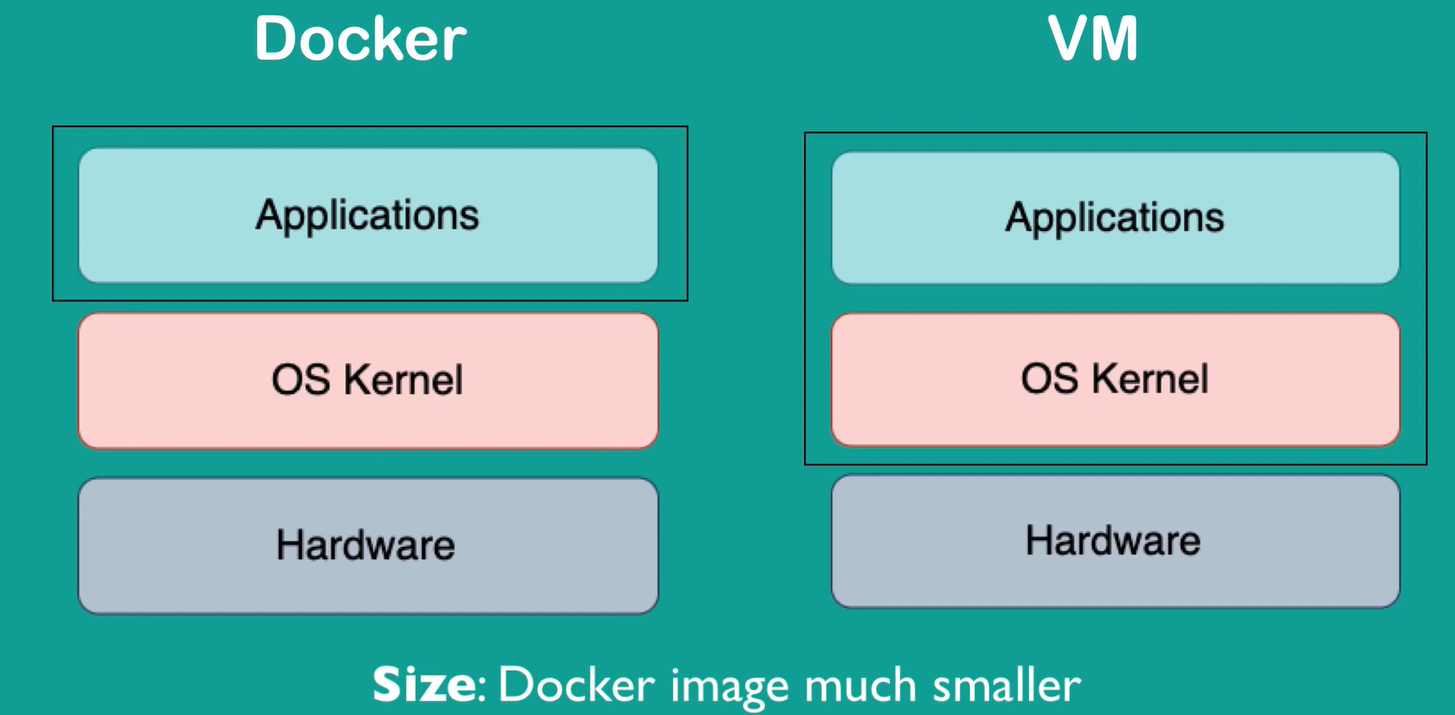 Docker
VM
Applications
Applications
OS Kernel
OS Kernel
Hardware
Hardware
Size: Docker image much smaller